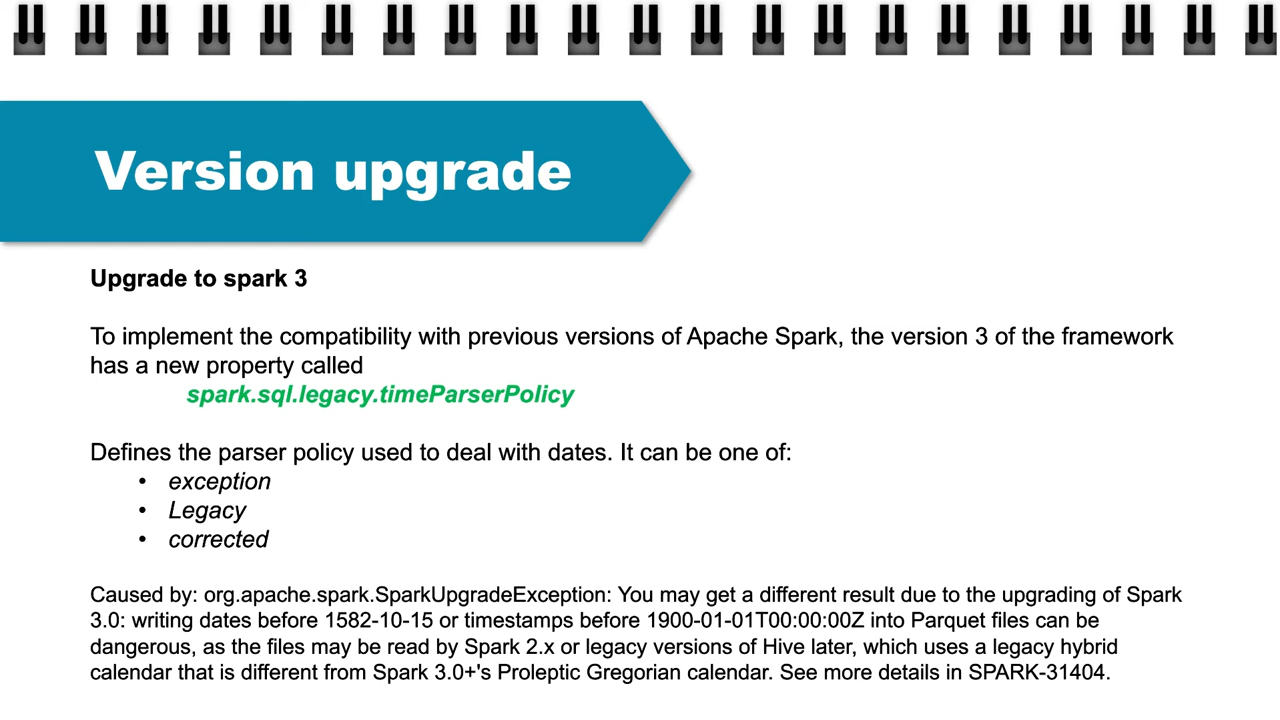 Version upgrade
Upgrade to spark 3
To implement the compatibility with previous versions of Apache Spark, the version 3 of the framework
has a new property called
spark.sql.legacy.timeParserPolicy
Defines the parser policy used to deal with dates. It can be one of:
• exception
• Legacy
• corrected
Caused by: org.apache.spark.SparkUpgradeException: You may get a different result due to the upgrading of Spark
3.0: writing dates before 1582-10-15 or timestamps before 1900-01-01T00:00:00Z into Parquet files can be
dangerous, as the files may be read by Spark 2.x or legacy versions of Hive later, which uses a legacy hybrid
calendar that is different from Spark 3.0+'s Proleptic Gregorian calendar. See more details in SPARK-31404.